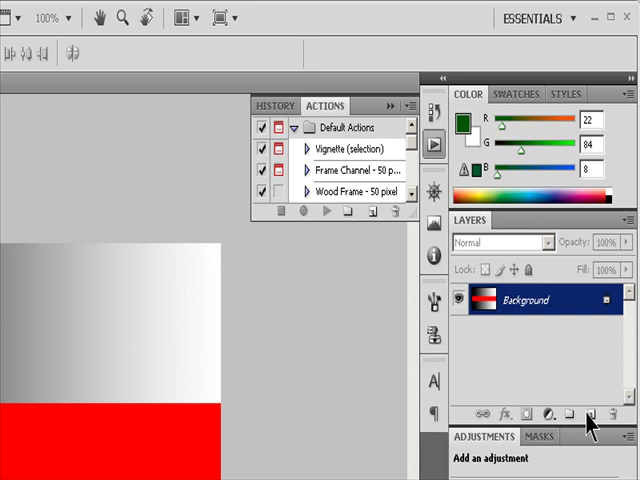 100%
ESSENTIALS
HISTORY ACTIONS
Default Actions
Vignette (selection)
Frame Channel - 50 p...
Wood Frame - 50 pixel
COLOR SWATCHES STYLES
R 22
G 84
B 8
LAYERS
Normal Opacity: 100%
Lock: Fill: 100%
Background
fx.
A
ADJUSTMENTS MASKS
Add an adjustment